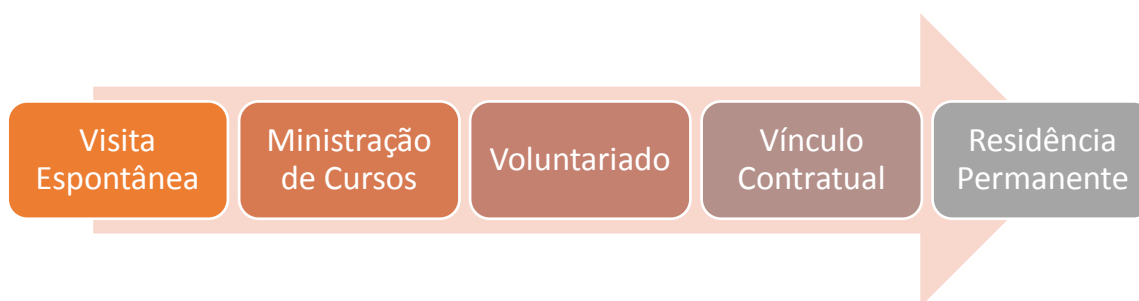 Visita
Espontânea
Ministração
de Cursos
Voluntariado
Vínculo
Contratual
Residência
Permanente